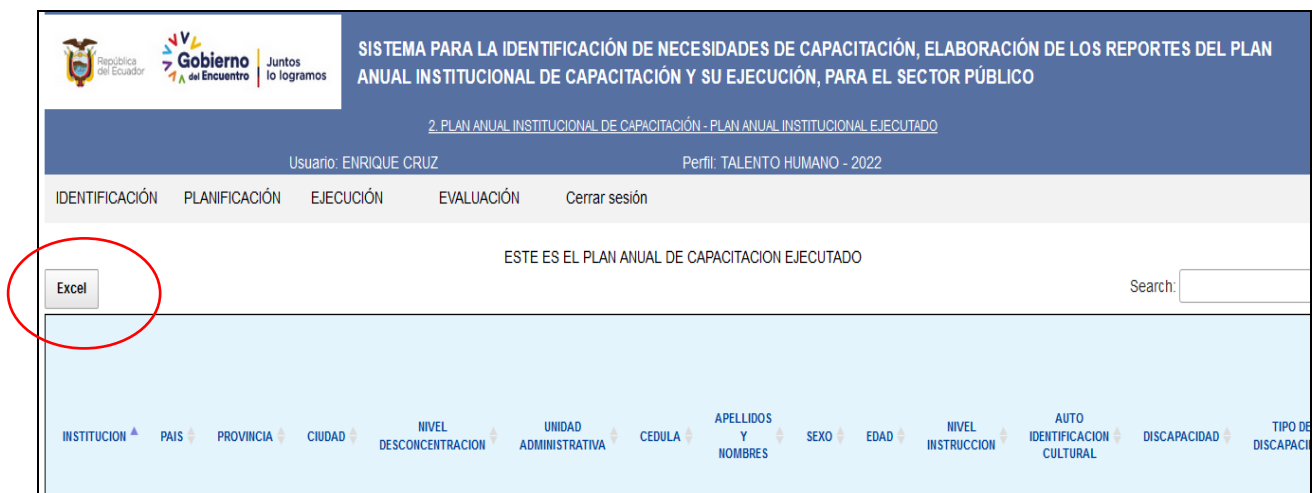 República
del Ecuador
Gobierno
del Encuentro
Juntos
lo logramos
SISTEMA PARA LA IDENTIFICACIÓN DE NECESIDADES DE CAPACITACIÓN, ELABORACIÓN DE LOS REPORTES DEL PLAN
ANUAL INSTITUCIONAL DE CAPACITACIÓN Y SU EJECUCIÓN, PARA EL SECTOR PÚBLICO
2. PLAN ANUAL INSTITUCIONAL DE CAPACITACIÓN - PLAN ANUAL INSTITUCIONAL EJECUTADO
Usuario: ENRIQUE CRUZ Perfil: TALENTO HUMANO - 2022
IDENTIFICACIÓN PLANIFICACIÓN EJECUCIÓN EVALUACIÓN Cerrar sesión
ESTE ES EL PLAN ANUAL DE CAPACITACION EJECUTADO
Excel
Search:
INSTITUCION
PAIS
PROVINCIA
CIUDAD
NIVEL
DESCONCENTRACION
UNIDAD
ADMINISTRATIVA
CEDULA
APELLIDOS
Y
NOMBRES
SEXO
EDAD
NIVEL
INSTRUCCION
AUTO
IDENTIFICACION
CULTURAL
DISCAPACIDAD
TIPO DE